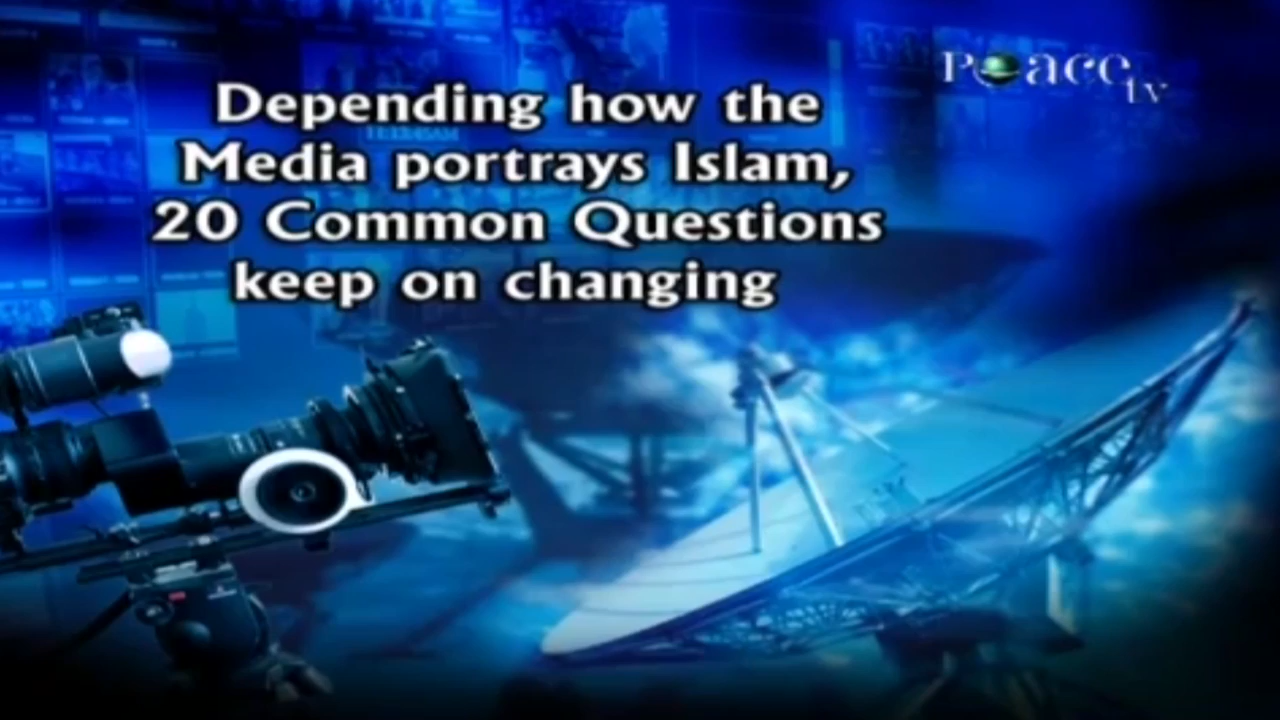 Peace tv
Depending how the
Media portrays Islam,
20 Common Questions
keep on changing